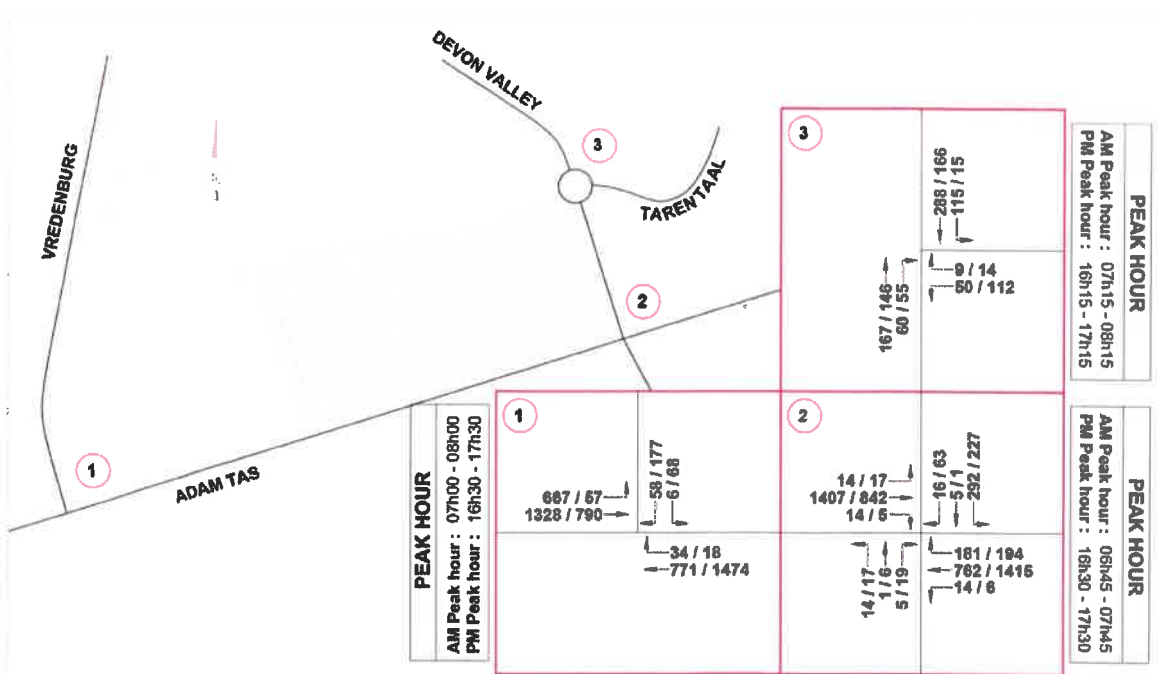 DEVON VALLEY
VREDENBURG
TARENTAAL
ADAM TAS
1
2
3
3
288 / 166
115 / 15
9 / 14
50 / 112
167 / 146
60 / 55
PEAK HOUR
AM Peak hour : 07h15 - 08h15
PM Peak hour : 16h15 - 17h15
1
667 / 57
1328 / 790
58 / 177
6 / 68
34 / 18
771 / 1474
PEAK HOUR
AM Peak hour : 07h00 - 08h00
PM Peak hour : 16h30 - 17h30
2
14 / 17
1407 / 842
14 / 5
16 / 63
5 / 1
292 / 227
14 / 17
1 / 6
5 / 19
181 / 194
762 / 1415
14 / 6
PEAK HOUR
AM Peak hour : 06h45 - 07h45
PM Peak hour : 16h30 - 17h30